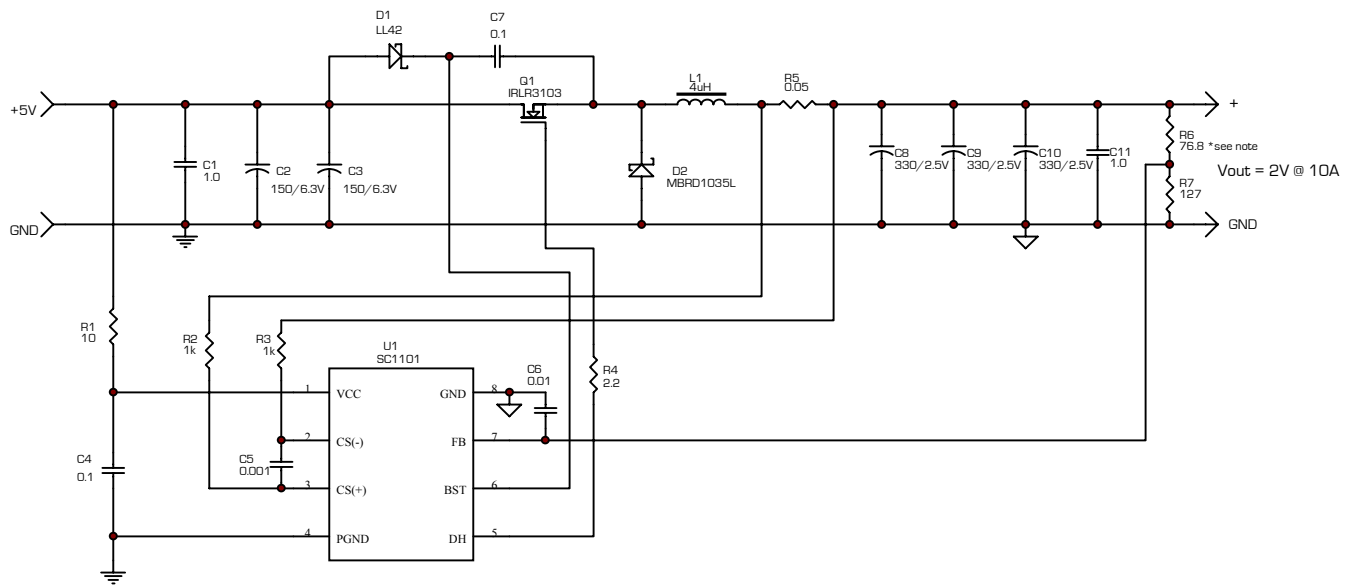 D1
LL42
C7
0.1
Q1
IRLR3103
L1
4uH
R5
0.05
+5V
+
C1
1.0
C2
150/6.3V
C3
150/6.3V
D2
MBRD1035L
C8
330/2.5V
C9
330/2.5V
C10
330/2.5V
C11
1.0
R6
76.8 *see note
Vout = 2V @ 10A
R7
127
GND
GND
R1
10
R2
1k
R3
1k
U1
SC1101
C6
0.01
R4
2.2
1
VCC
GND
8
2
CS(-)
FB
7
C4
0.1
C5
0.001
3
CS(+)
BST
6
4
PGND
DH
5